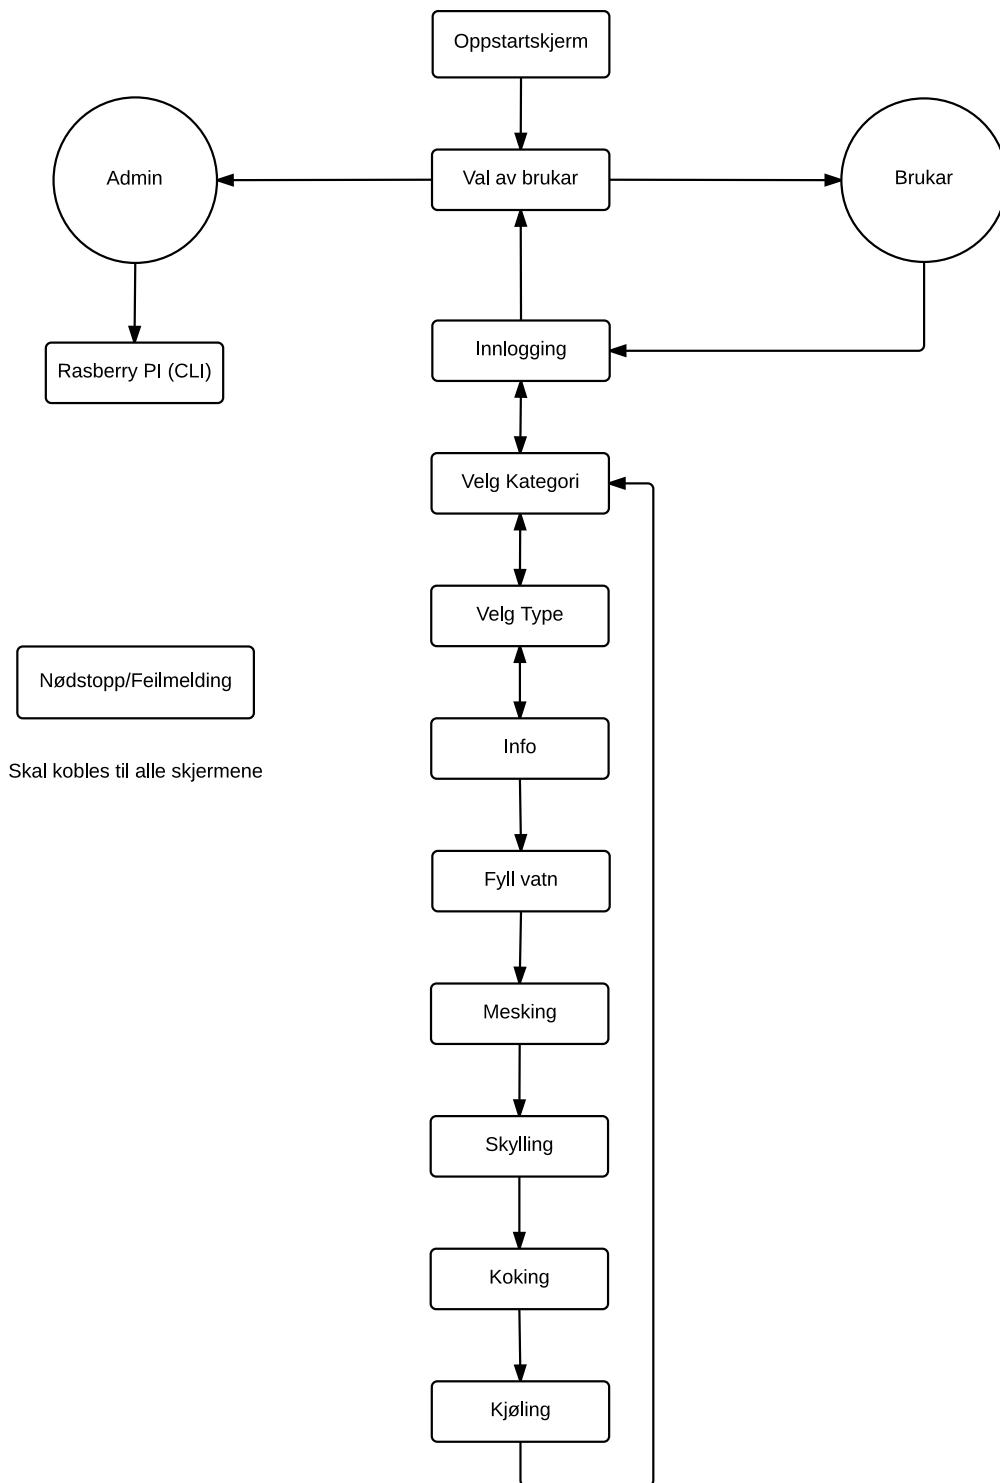 Oppstartskjerm
Admin
Val av brukar
Brukar
Innlogging
Rasberry PI (CLI)
Velg Kategori
Velg Type
Nødstopp/Feilmelding
Info
Skal kobles til alle skjermene
Fyll vatn
Mesking
Skylling
Koking
Kjøling